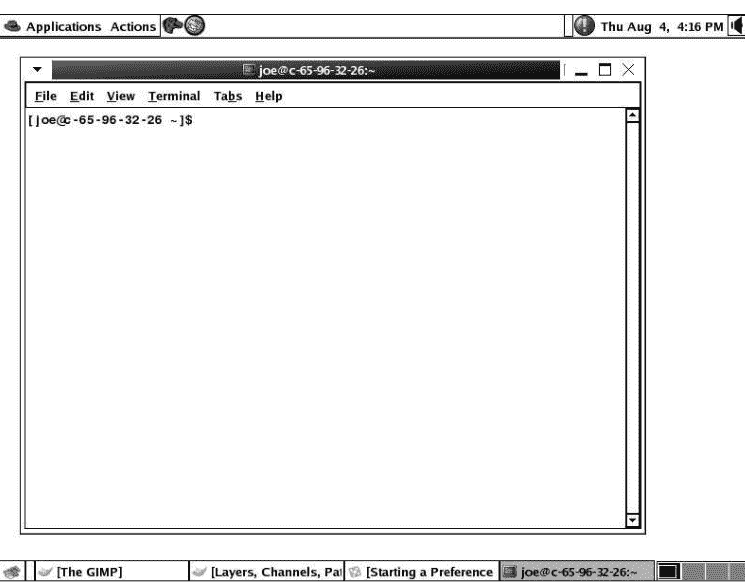 Applications Actions Thu Aug 4, 4:16 PM
joe@c-65-96-32-26:~
File Edit View Terminal Tabs Help
[joe@c-65-96-32-26 ~]$
[The GIMP] [Layers, Channels, Pa [Starting a Preference joe@c-65-96-32-26:~